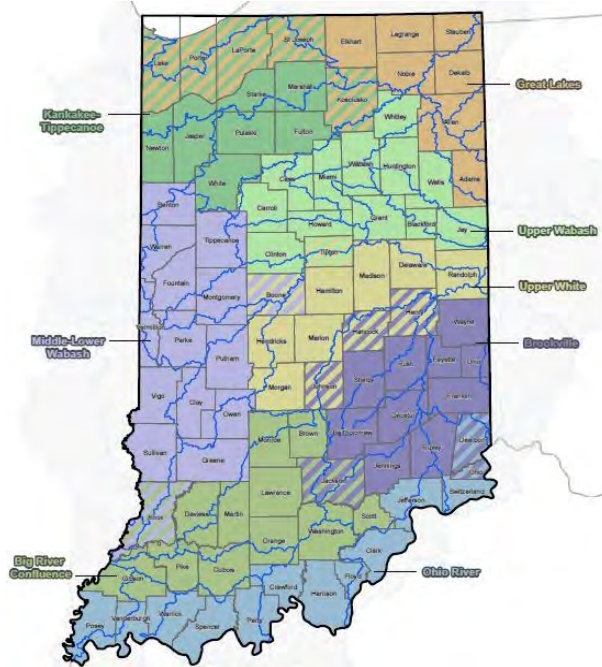 St Joseph
Elkhart
Lagrange
Steuben
Lake
Porter
LaPorte
Noble
Dekalb
Great Lakes
Marshall
Kosciusko
Starke
Kankakee-
Tippecanoe
Whitley
Allen
Newton
Jasper
Pulaski
Fulton
Wabash
Huntington
Miami
Cass
Wells
Adams
White
Benton
Carroll
Grant
Blackford
Jay
Upper Wabash
Howard
Warren
Tippecanoe
Clinton
Tipton
Delaware
Madison
Randolph
Fountain
Boone
Hamilton
Upper White
Montgomery
Henry
Wayne
Vermillion
Hancock
Middle-Lower
Wabash
Parke
Hendricks
Marion
Brookville
Putnam
Rush
Fayette
Union
Vigo
Morgan
Johnson
Shelby
Clay
Owen
Franklin
Decatur
Sullivan
Monroe
Brown
Bartholomew
Dearborn
Greene
Ripley
Jennings
Ohio
Jackson
Switzerland
Lawrence
Jefferson
Knox
Daviess
Martin
Scott
Washington
Orange
Clark
Big River
Confluence
Pike
Gibson
Dubois
Floyd
Ohio River
Crawford
Harrison
Posey
Vanderburgh
Warrick
Spencer
Perry